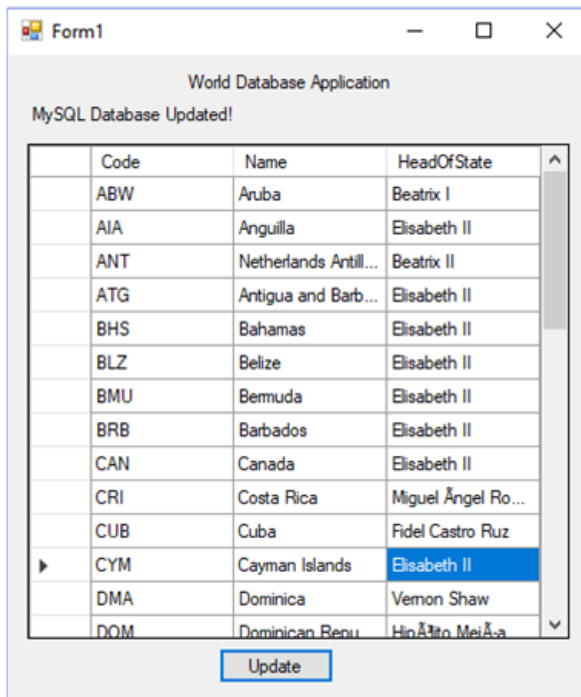 Form1
World Database Application
MySQL Database Updated!
Code Name HeadOfState
ABW Aruba Beatrix I
AIA Anguilla Elisabeth II
ANT Netherlands Antill... Beatrix II
ATG Antigua and Barb... Elisabeth II
BHS Bahamas Elisabeth II
BLZ Belize Elisabeth II
BMU Bermuda Elisabeth II
BRB Barbados Elisabeth II
CAN Canada Elisabeth II
CRI Costa Rica Miguel Ãngel Ro...
CUB Cuba Fidel Castro Ruz
CYM Cayman Islands Elisabeth II
DMA Dominica Vernon Shaw
DOM Dominican Repu
Update